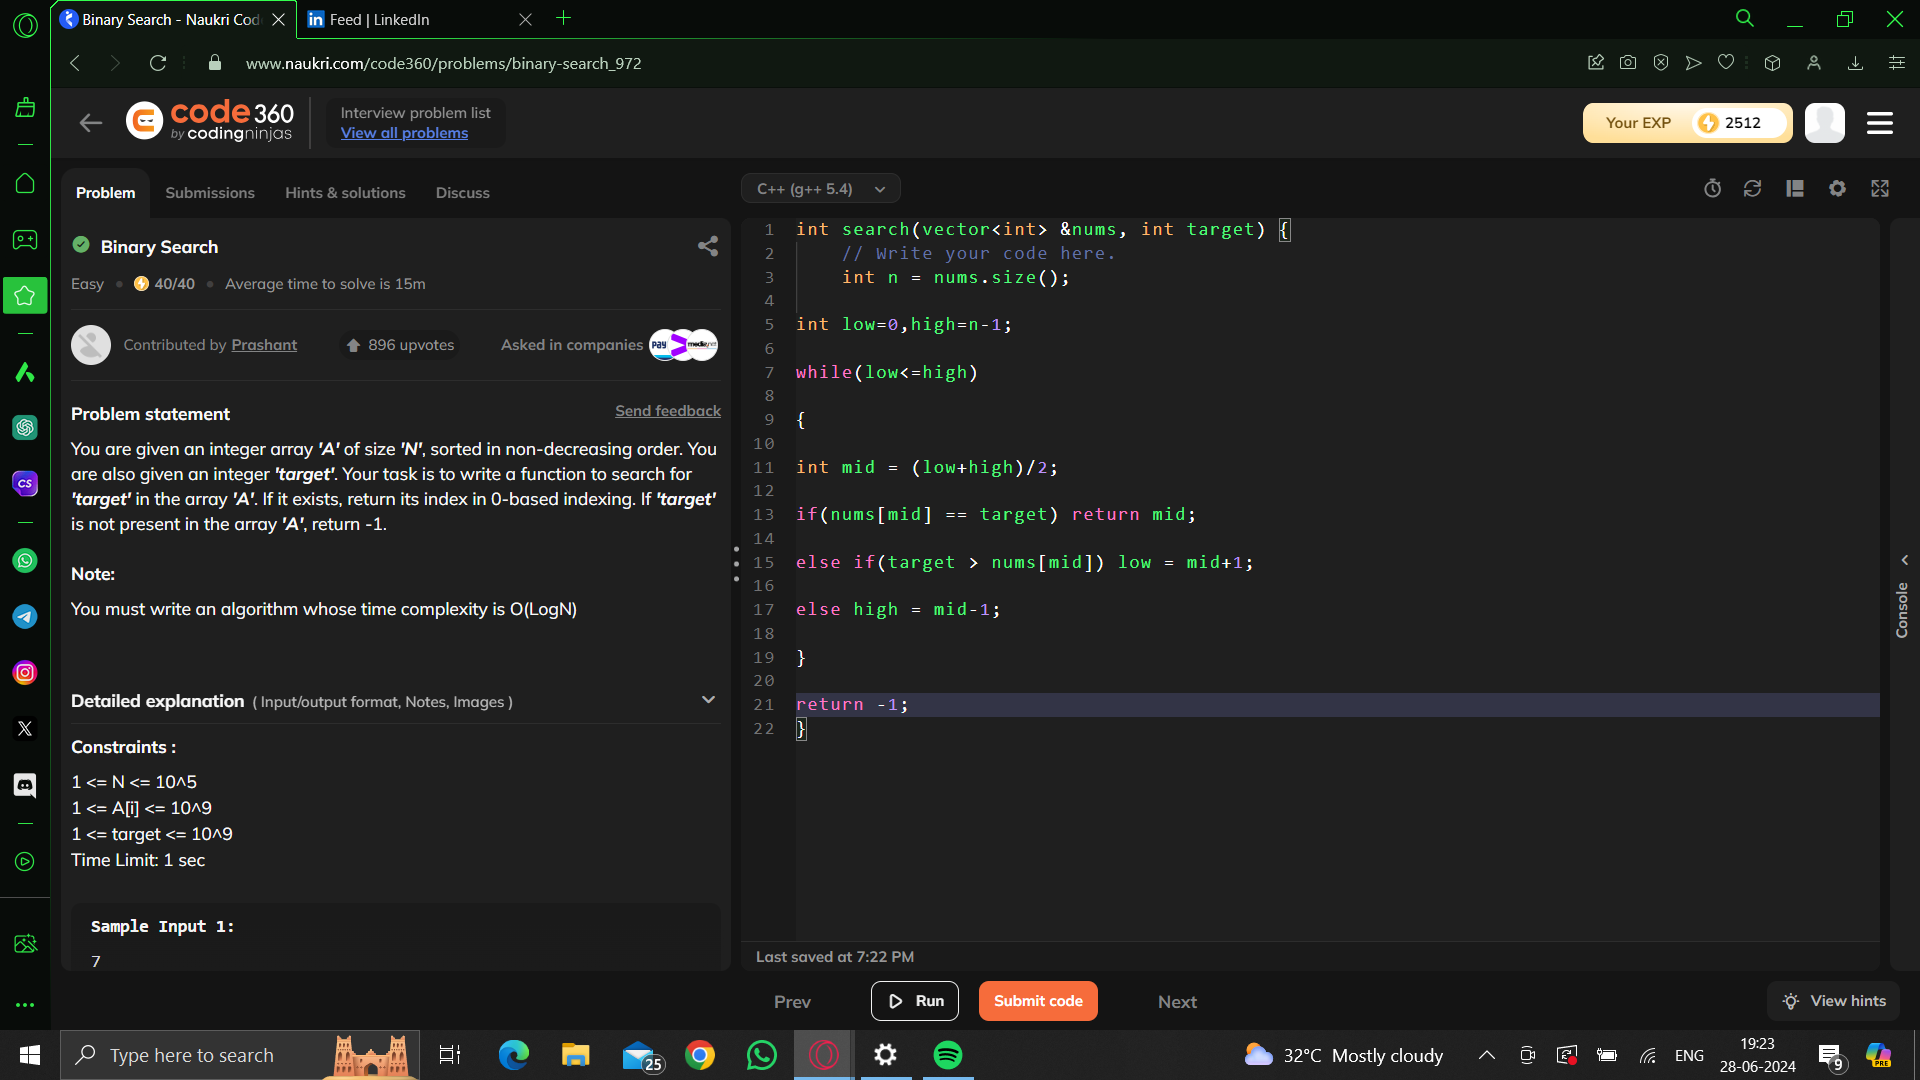 Binary Search - Naukri Cod
Feed | LinkedIn
www.naukri.com/code360/problems/binary-search_972
code 360
by codingninjas
Interview problem list
View all problems
Your EXP
2512
Problem
Submissions
Hints & solutions
Discuss
C++ (g++ 5.4)
Binary Search
Easy
40/40
Average time to solve is 15m
Contributed by Prashant
896 upvotes
Asked in companies
Problem statement
Send feedback
You are given an integer array 'A' of size 'N', sorted in non-decreasing order. You
are also given an integer 'target'. Your task is to write a function to search for
'target' in the array 'A'. If it exists, return its index in 0-based indexing. If 'target'
is not present in the array 'A', return -1.
Note:
You must write an algorithm whose time complexity is O(LogN)
Detailed explanation ( Input/output format, Notes, Images )
Constraints :
1 <= N <= 10^5
1 <= A[i] <= 10^9
1 <= target <= 10^9
Time Limit: 1 sec
Sample Input 1:
7
1 int search(vector<int> &nums, int target) {
2 // Write your code here.
3 int n = nums.size();
4
5 int low=0,high=n-1;
6
7 while(low<=high)
8
9 {
10
11 int mid = (low+high)/2;
12
13 if(nums[mid] == target) return mid;
14
15 else if(target > nums[mid]) low = mid+1;
16
17 else high = mid-1;
18
19 }
20
21 return -1;
22 }
Console
Last saved at 7:22 PM
Prev
Run
Submit code
Next
View hints
CS
Type here to search
25
32°C Mostly cloudy
ENG
19:23
28-06-2024
9
PRE